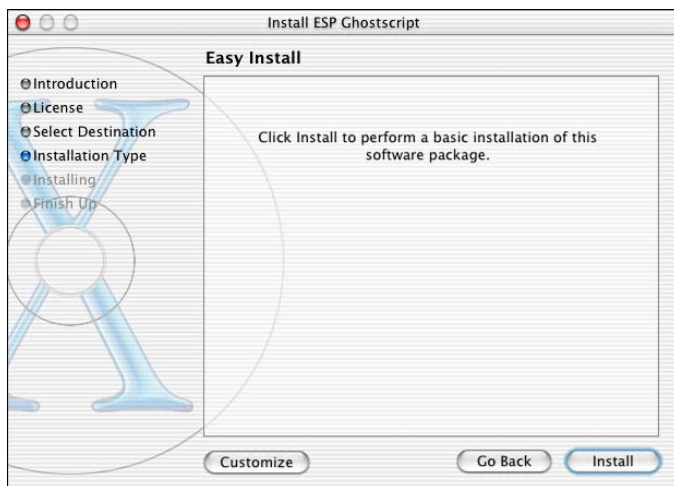 Install ESP Ghostscript
Easy Install
Introduction
License
Select Destination
Installation Type
Installing
Finish Up
Click Install to perform a basic installation of this
software package.
Customize
Go Back
Install